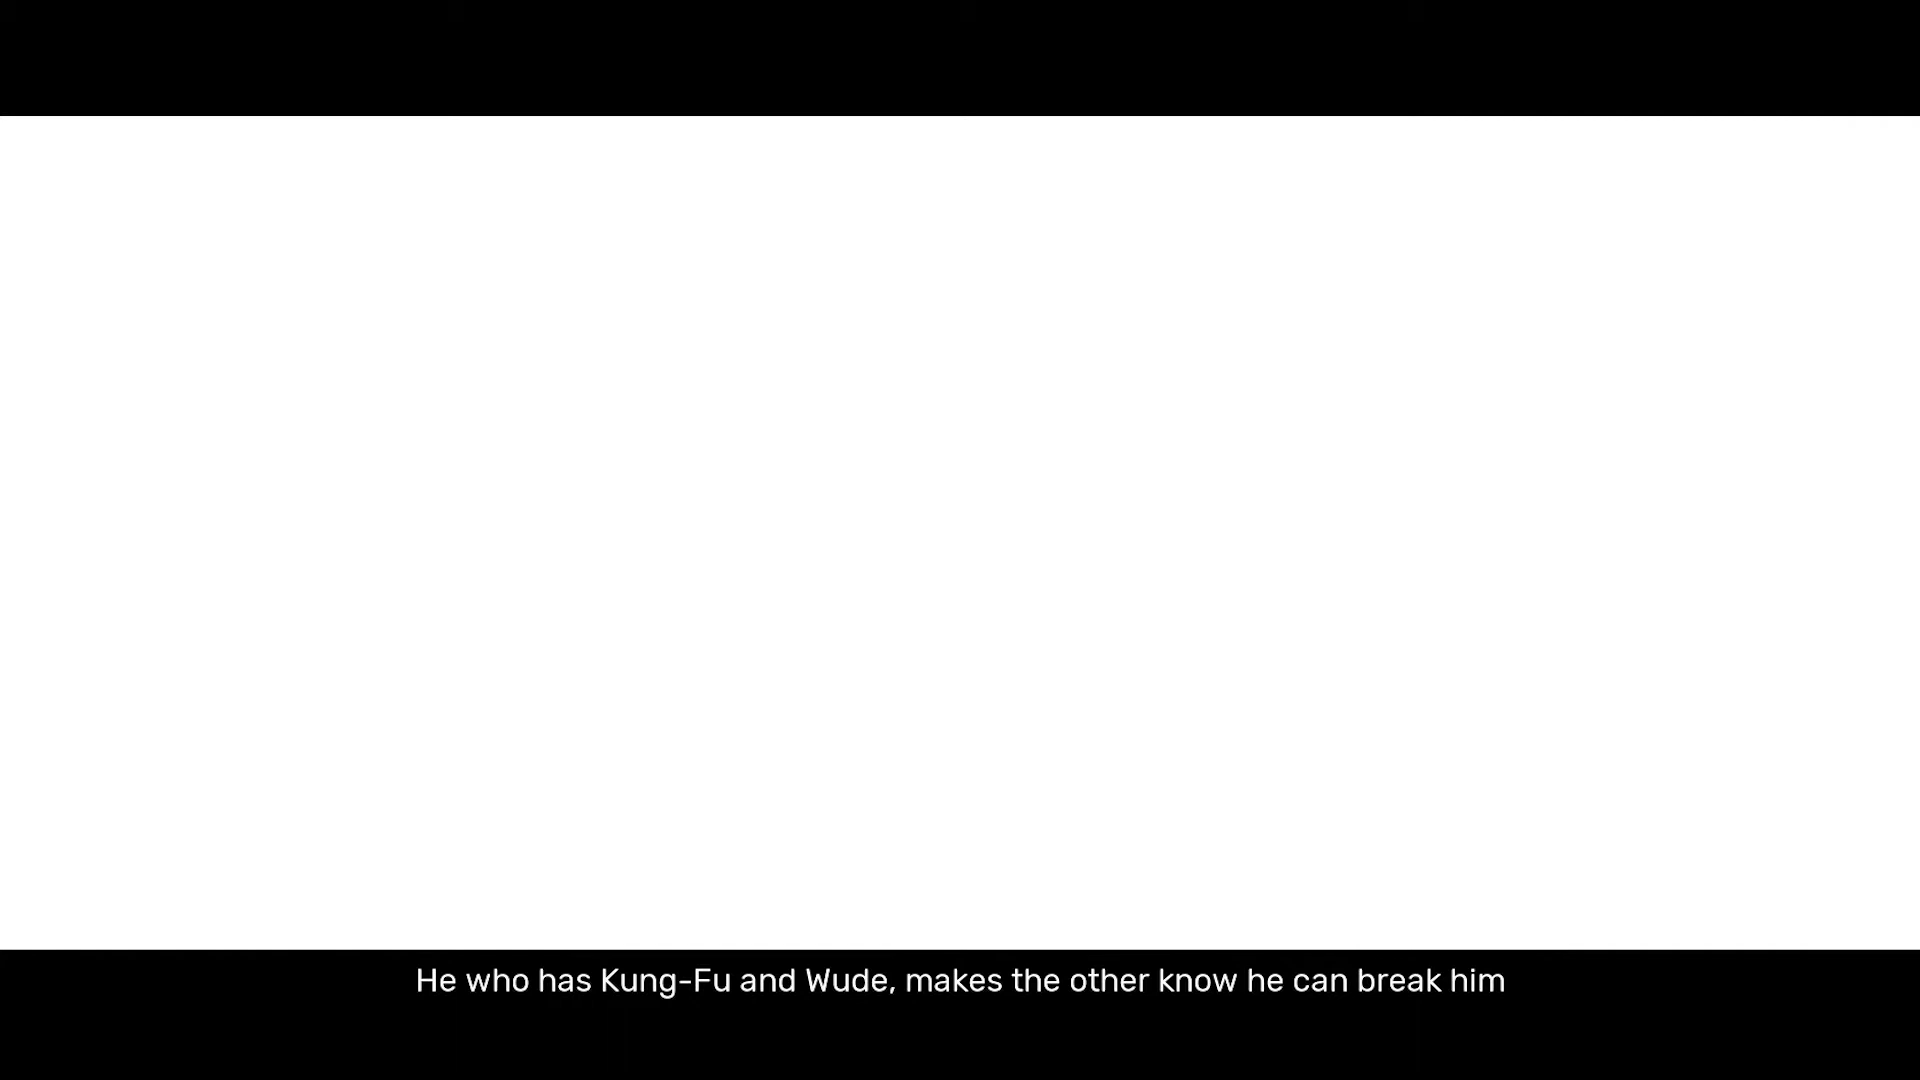 He who has Kung-Fu and Wude, makes the other know he can break him